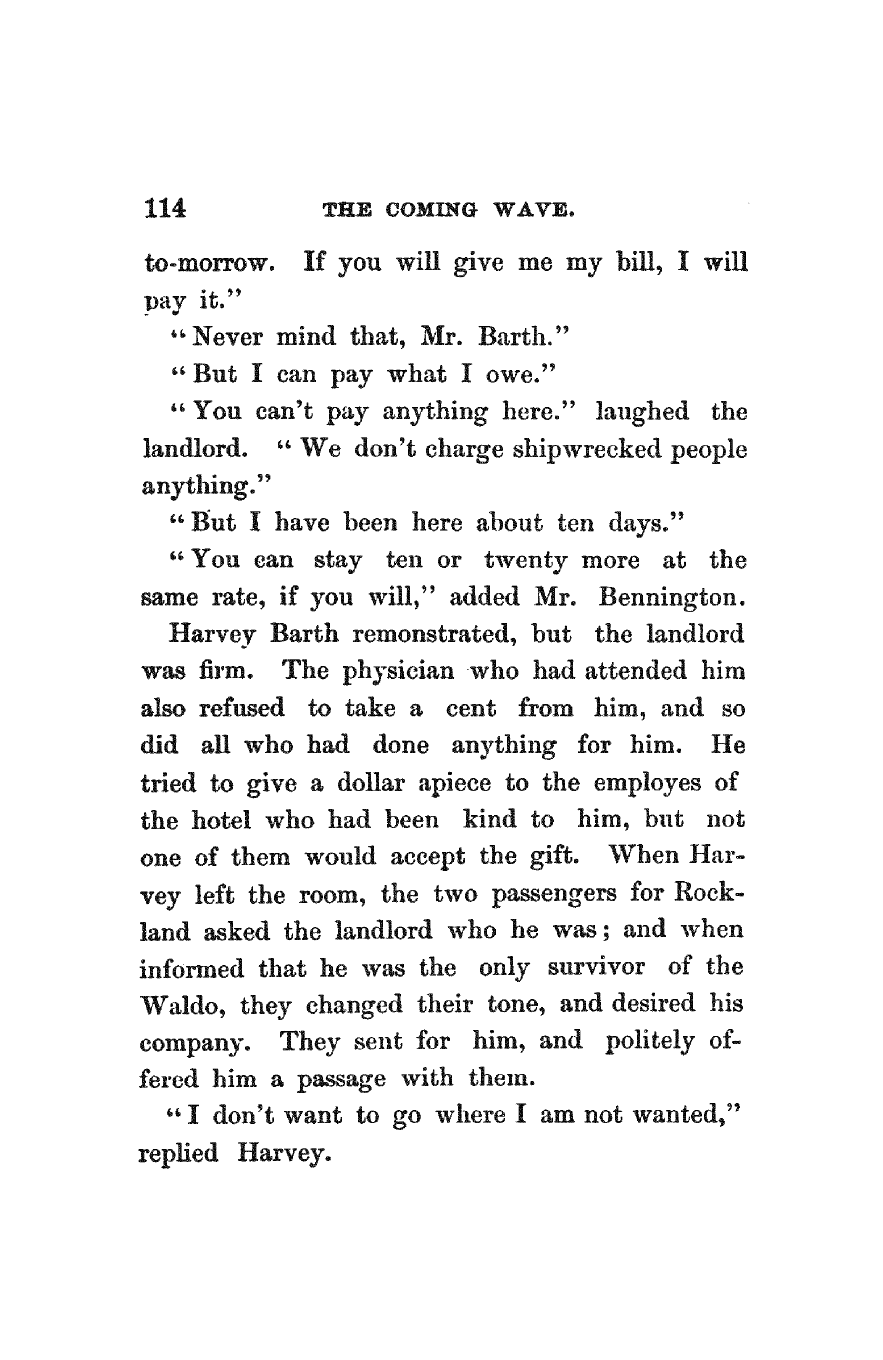 114 THE COMING WAVE.
to-morrow. If you will give me my bill, I will
pay it."
"Never mind that, Mr. Barth."
"But I can pay what I owe."
"You can't pay anything here." laughed the
landlord. "We don't charge shipwrecked people
anything."
"But I have been here about ten days."
"You can stay ten or twenty more at the
same rate, if you will," added Mr. Bennington.
Harvey Barth remonstrated, but the landlord
was firm. The physician who had attended him
also refused to take a cent from him, and so
did all who had done anything for him. He
tried to give a dollar apiece to the employes of
the hotel who had been kind to him, but not
one of them would accept the gift. When Har-
vey left the room, the two passengers for Rock-
land asked the landlord who he was; and when
informed that he was the only survivor of the
Waldo, they changed their tone, and desired his
company. They sent for him, and politely of-
fered him a passage with them.
"I don't want to go where I am not wanted,"
replied Harvey.